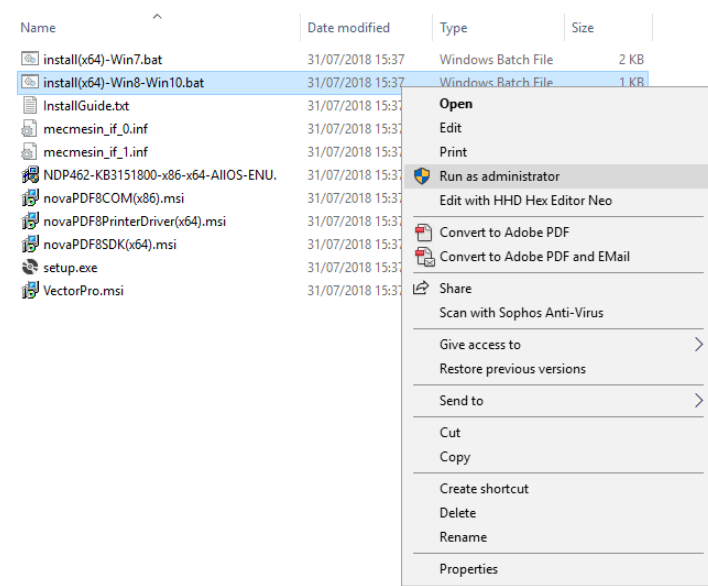 Name Date modified Type Size
install(x64)-Win7.bat 31/07/2018 15:37 Windows Batch File 2 KB
install(x64)-Win8-Win10.bat 31/07/2018 15:37 Windows Batch File 1 KB
InstallGuide.txt 31/07/2018 15:37
mecmesin_if_0.inf 31/07/2018 15:37
mecmesin_if_1.inf 31/07/2018 15:37
NDP462-KB3151800-x86-x64-AllOS-ENU. 31/07/2018 15:37
novaPDF8COM(x86).msi 31/07/2018 15:37
novaPDF8PrinterDriver(x64).msi 31/07/2018 15:37
novaPDF8SDK(x64).msi 31/07/2018 15:37
setup.exe 31/07/2018 15:37
VectorPro.msi 31/07/2018 15:37
Open
Edit
Print
Run as administrator
Edit with HHD Hex Editor Neo
Convert to Adobe PDF
Convert to Adobe PDF and EMail
Share
Scan with Sophos Anti-Virus
Give access to
Restore previous versions
Send to
Cut
Copy
Create shortcut
Delete
Rename
Properties